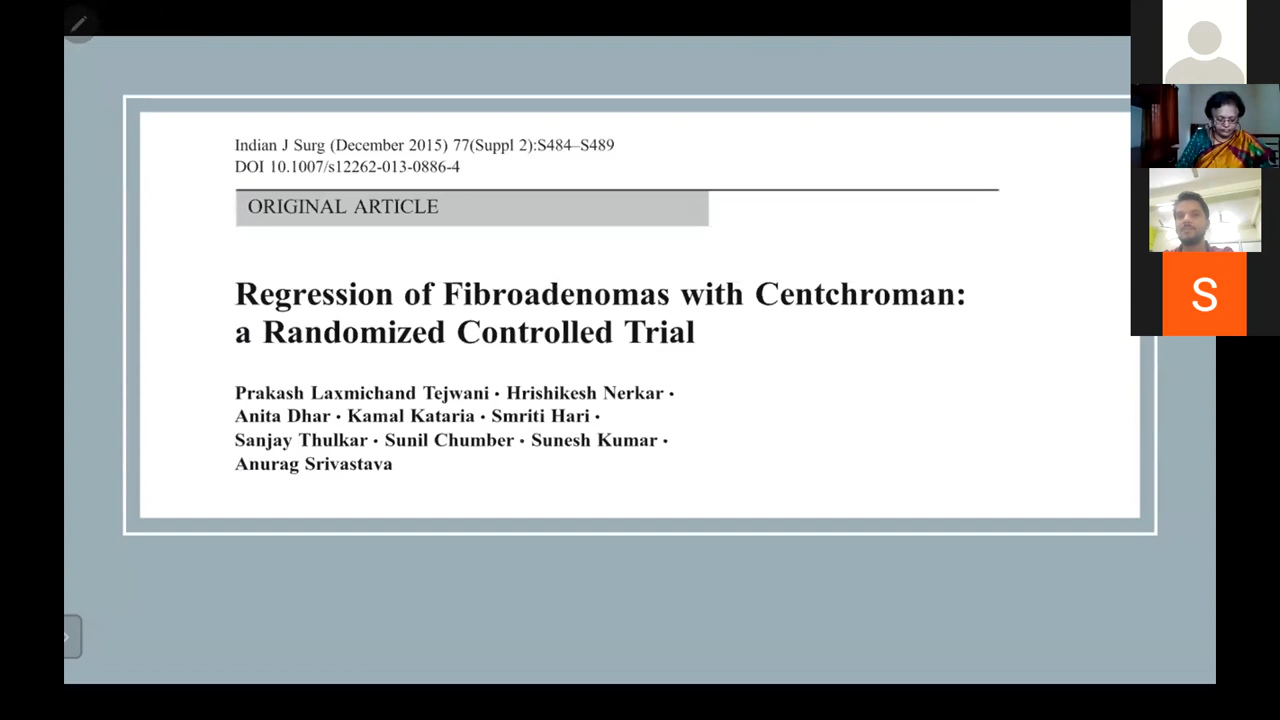 Indian J Surg (December 2015) 77(Suppl 2):S484–S489
DOI 10.1007/s12262-013-0886-4
ORIGINAL ARTICLE
Regression of Fibroadenomas with Centchroman:
a Randomized Controlled Trial
Prakash Laxmichand Tejwani · Hrishikesh Nerkar ·
Anita Dhar · Kamal Kataria · Smriti Hari ·
Sanjay Thulkar · Sunil Chumber · Sunesh Kumar ·
Anurag Srivastava
S